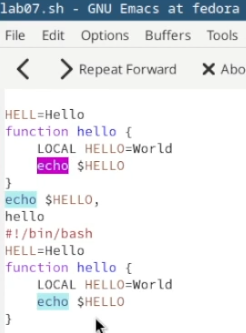 lab07.sh - GNU Emacs at fedora
File Edit Options Buffers Tools
Repeat Forward Abo
HELL=Hello
function hello {
LOCAL HELLO=World
echo $HELLO
}
echo $HELLO,
hello
#!/bin/bash
HELL=Hello
function hello {
LOCAL HELLO=World
echo $HELLO
}